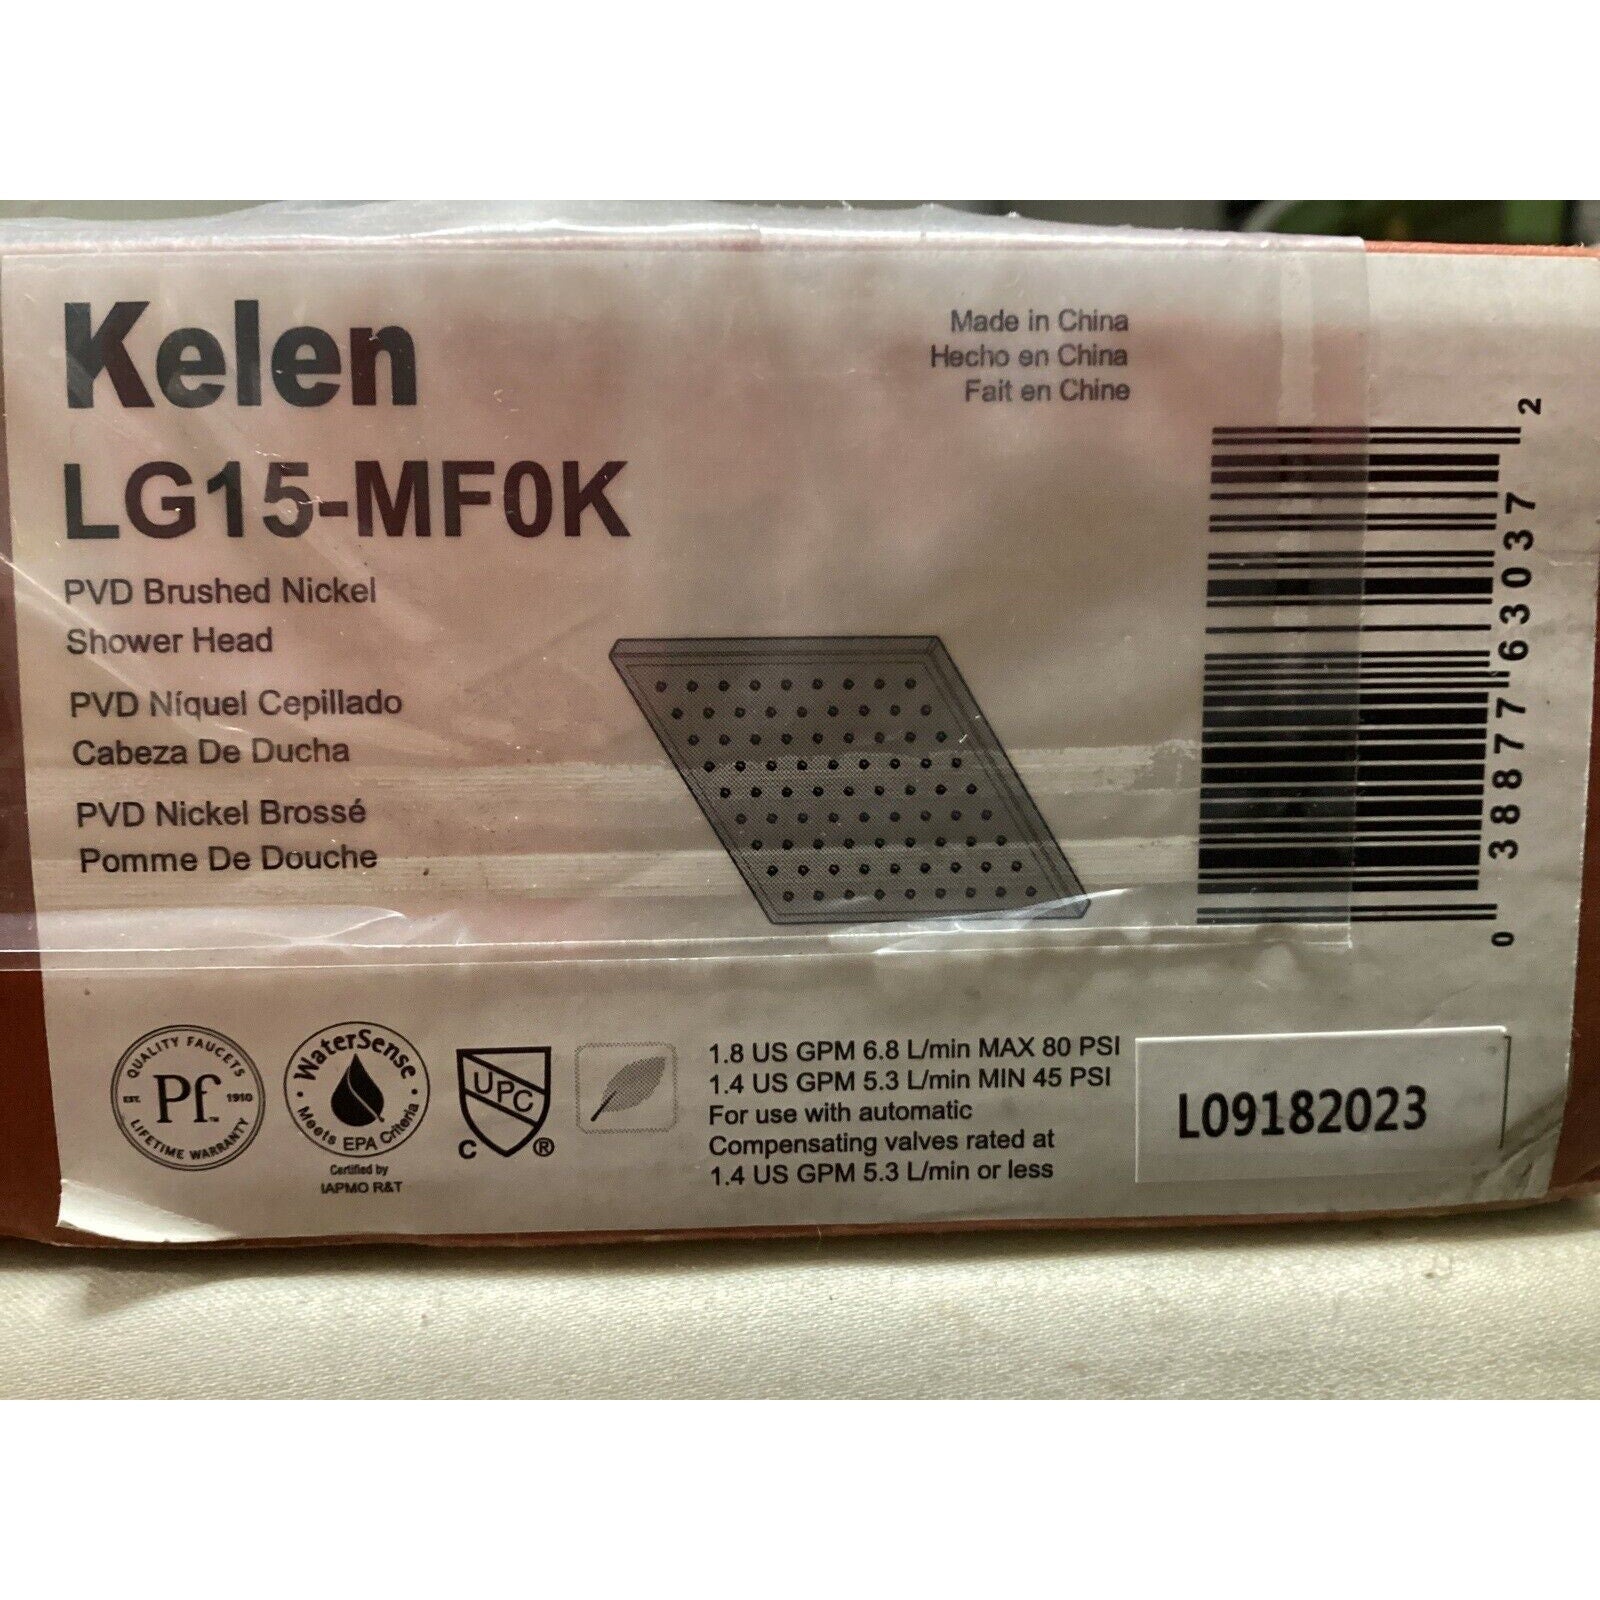 Kelen
LG15-MF0K
PVD Brushed Nickel
Shower Head
PVD Níquel Cepillado
Cabeza De Ducha
PVD Nickel Brossé
Pomme De Douche
Made in China
Hecho en China
Fait en Chine
0 38877 63037 2
QUALITY FAUCETS
EST. Pf™ 1910
LIFETIME WARRANTY
WaterSense
Meets EPA Criteria
Certified by
IAPMO R&T
UPC
C ®
1.8 US GPM 6.8 L/min MAX 80 PSI
1.4 US GPM 5.3 L/min MIN 45 PSI
For use with automatic
Compensating valves rated at
1.4 US GPM 5.3 L/min or less
L09182023